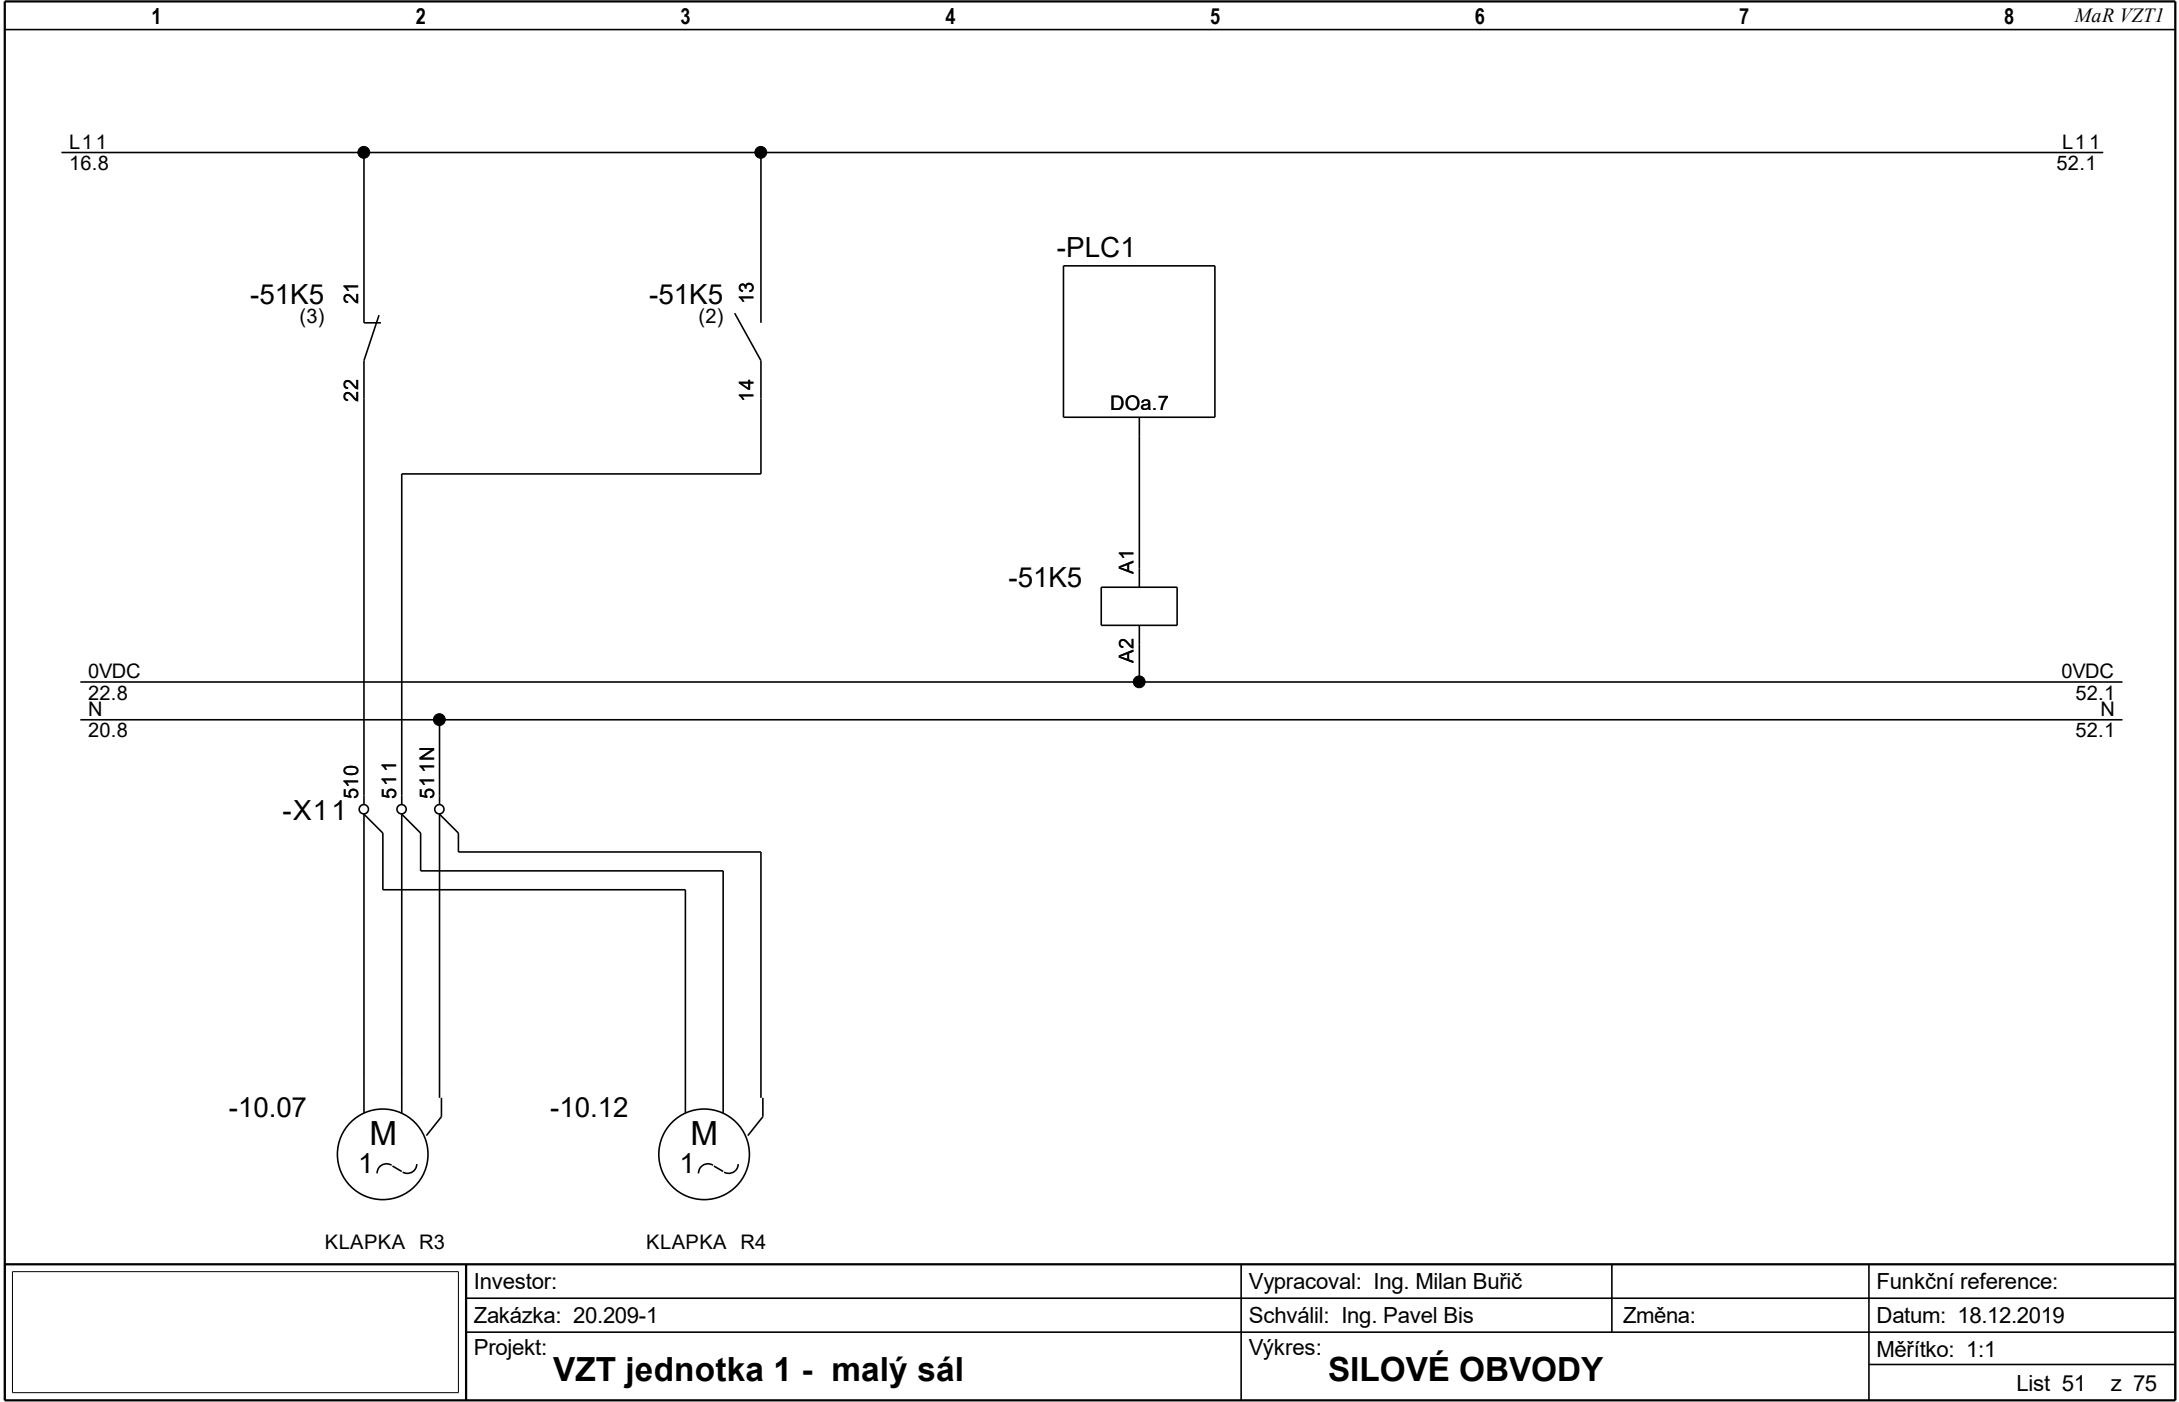 1 2 3 4 5 6 7 8 MaR VZT1
L11 L11
16.8 52.1
-PLC1
-51K5 21 -51K5 13
(3) (2)
22 14
DOa.7
A1
-51K5
A2
0VDC 0VDC
22.8 52.1
N N
20.8 52.1
510 511 511N
-X11
-10.07 -10.12
M M
1 1
KLAPKA R3 KLAPKA R4
Investor: Vypracoval: Ing. Milan Buřič Funkční reference:
Zakázka: 20.209-1 Schválil: Ing. Pavel Bis Změna: Datum: 18.12.2019
Projekt: VZT jednotka 1 - malý sál Výkres: SILOVÉ OBVODY Měřítko: 1:1
List 51 z 75